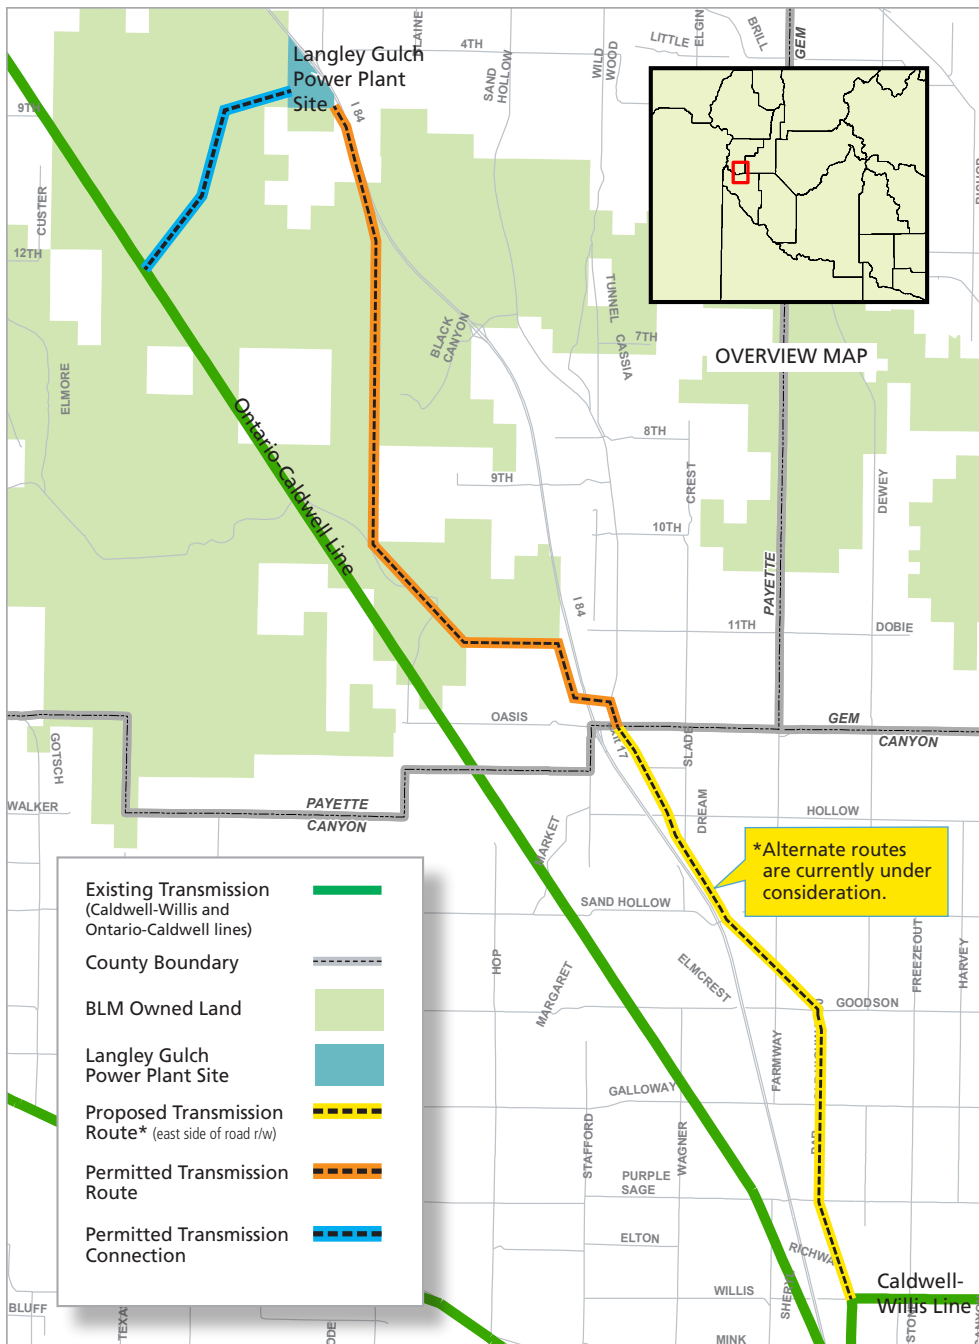 BLAINE
4TH
LITTLE
ELGIN
BRILL
GEM
Langley Gulch
Power Plant
Site
SAND
HOLLOW
WILD
WOOD
I 84
9TH
CUSTER
12TH
ELMORE
BLACK
CANYON
TUNNEL
CASSIA
7TH
OVERVIEW MAP
Ontario-Caldwell Line
8TH
9TH
CREST
10TH
DEWEY
PAYETTE
I 84
11TH
DOBIE
OASIS
GEM
CANYON
GOTSCH
SLADE
WALKER
PAYETTE
CANYON
DREAM
HOLLOW
MARKET
*Alternate routes
are currently under
consideration.
SAND HOLLOW
FREEZEOUT
HARVEY
HOP
MARGARET
ELMCREST
GOODSON
FARMWAY
GALLOWAY
STAFFORD
WAGNER
PURPLE
SAGE
ELTON
RICHWAY
WILLIS
SHERYL
MINK
Caldwell-
Willis Line
BLUFF
TEXAS
Existing Transmission
(Caldwell-Willis and
Ontario-Caldwell lines)
County Boundary
BLM Owned Land
Langley Gulch
Power Plant Site
Proposed Transmission
Route* (east side of road r/w)
Permitted Transmission
Route
Permitted Transmission
Connection